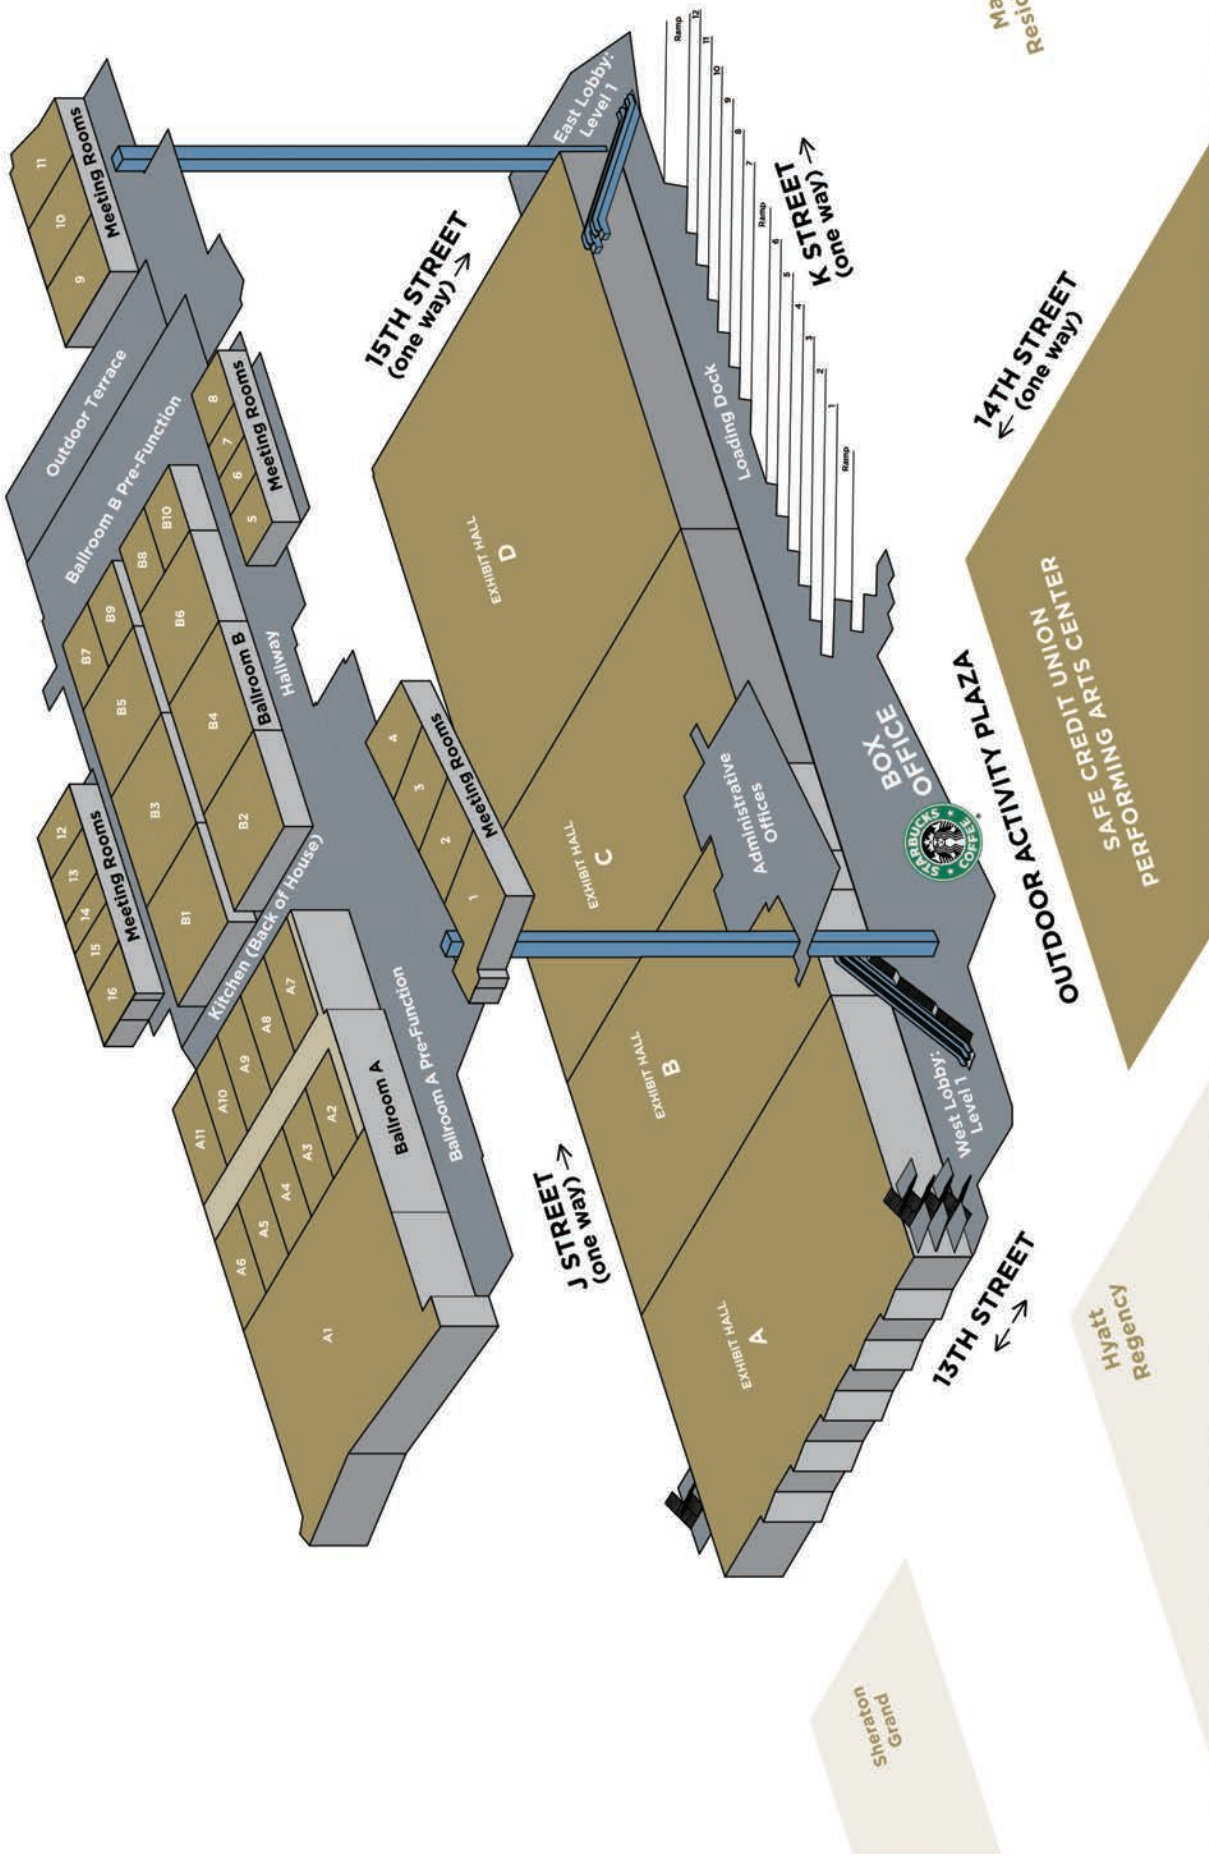 12
13
14
15
16
Meeting Rooms
9
10
11
Meeting Rooms
Outdoor Terrace
Ballroom B Pre-Function
B7
B9
B8
B10
B5
B6
B3
B4
B1
B2
Ballroom B
Hallway
5
6
7
8
Meeting Rooms
Kitchen (Back of House)
A11
A10
A9
A8
A7
A6
A5
A4
A3
A2
A1
Ballroom A
Ballroom A Pre-Function
1
2
3
4
Meeting Rooms
15TH STREET
(one way) →
J STREET
(one way) →
EXHIBIT HALL
A
EXHIBIT HALL
B
EXHIBIT HALL
C
EXHIBIT HALL
D
Administrative
Offices
East Lobby:
Level 1
West Lobby:
Level 1
Loading Dock
Ramp
1
2
3
4
5
6
Ramp
7
8
9
10
11
12
Ramp
K STREET →
(one way)
BOX
OFFICE
STARBUCKS
COFFEE
®
OUTDOOR ACTIVITY PLAZA
13TH STREET
← →
14TH STREET
← (one way)
SAFE CREDIT UNION
PERFORMING ARTS CENTER
Sheraton
Grand
Hyatt
Regency
Ma
Resid